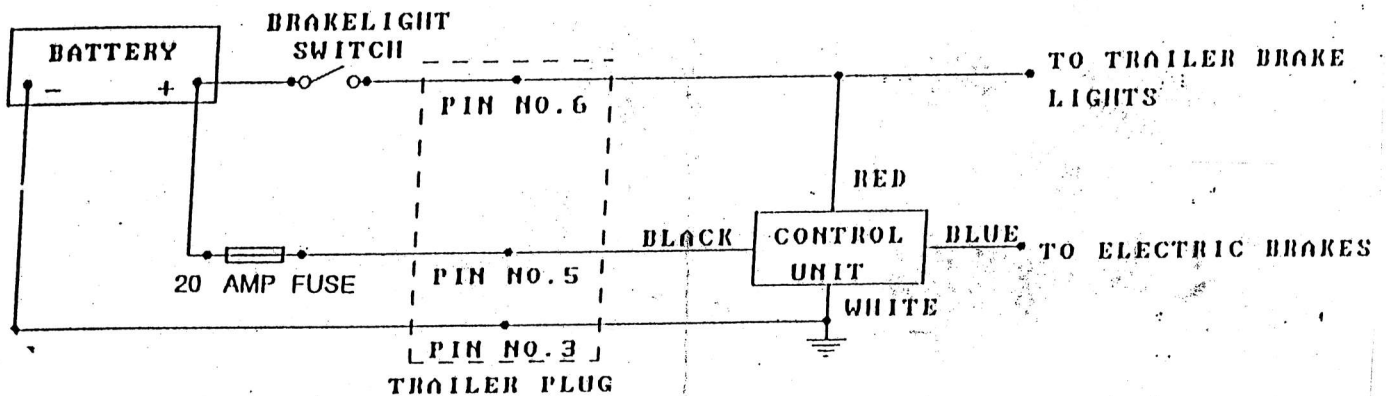 BRAKELIGHT
SWITCH
BATTERY
- +
PIN NO.6
TO TRAILER BRAKE
LIGHTS
RED
BLACK
CONTROL
UNIT
BLUE
TO ELECTRIC BRAKES
20 AMP FUSE
PIN NO.5
WHITE
PIN NO.3
TRAILER PLUG